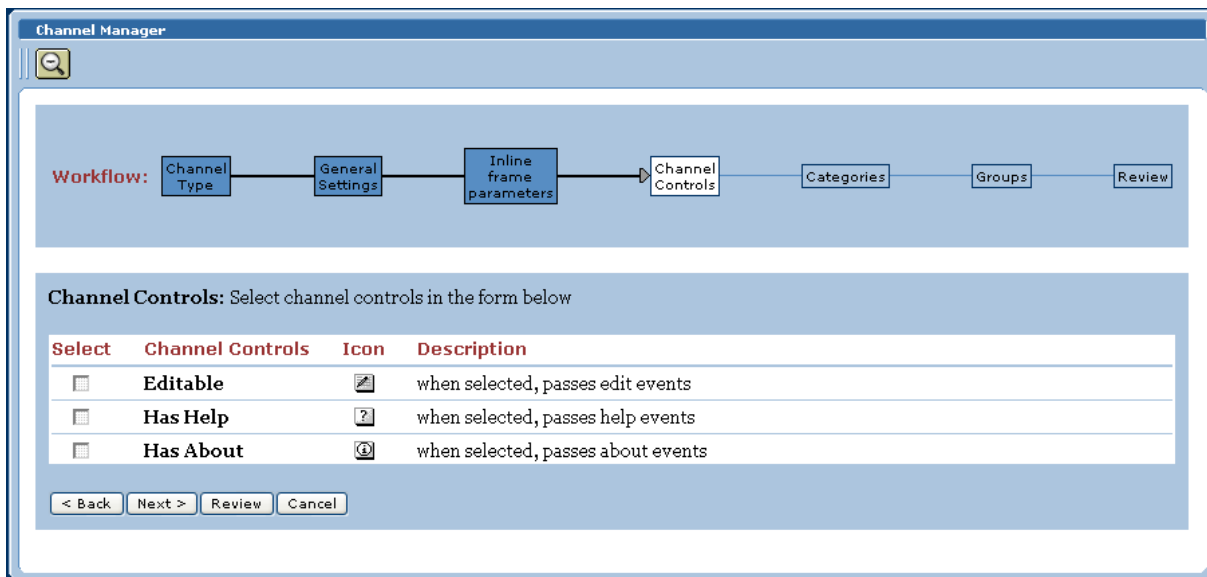 Channel Manager
Workflow:
Channel
Type
General
Settings
Inline
frame
parameters
Channel
Controls
Categories
Groups
Review
Channel Controls: Select channel controls in the form below
Select Channel Controls Icon Description
Editable when selected, passes edit events
Has Help ? when selected, passes help events
Has About i when selected, passes about events
< Back Next > Review Cancel